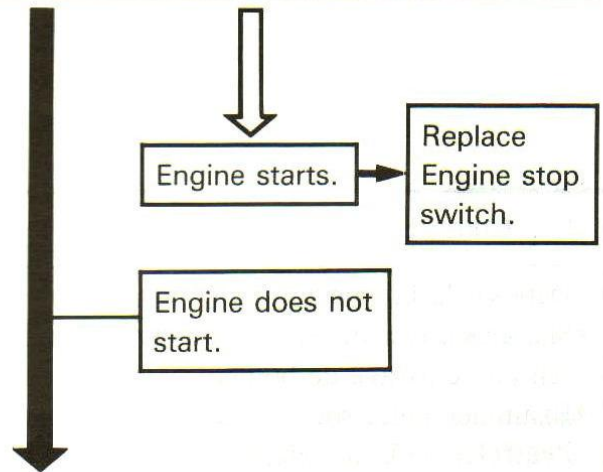 Engine starts.
Replace
Engine stop
switch.
Engine does not
start.